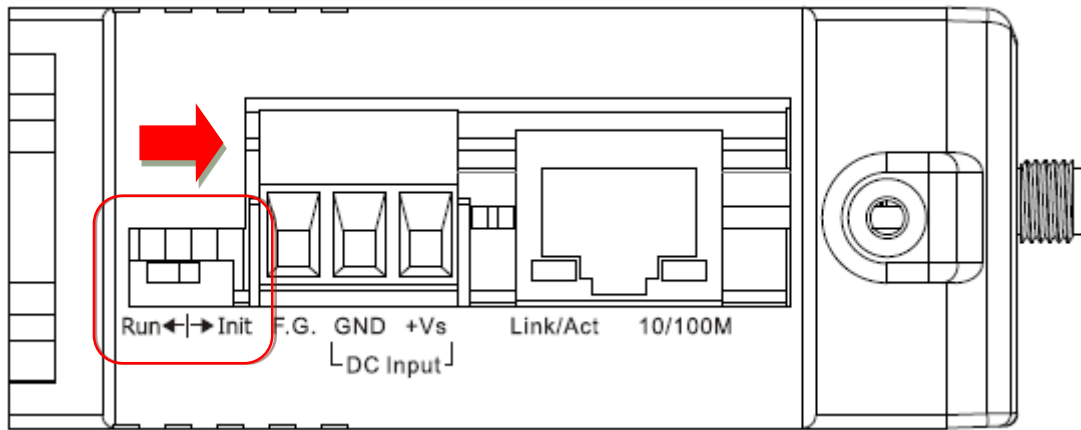 Run←|→Init F.G. GND +Vs Link/Act 10/100M
DC Input